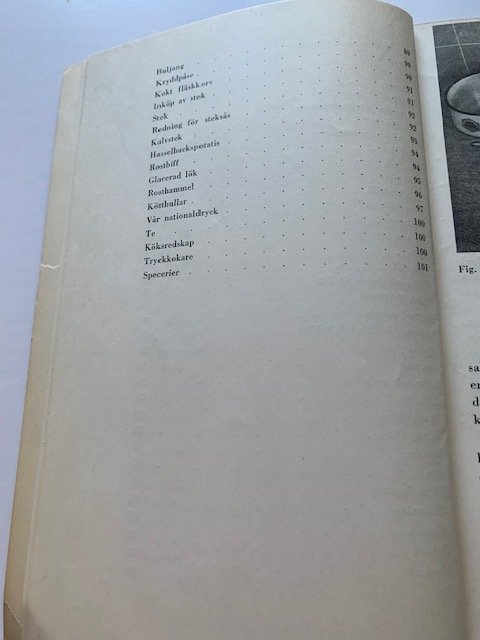 Buljong . . . . . . . . . . 89
Kryddpåse . . . . . . . . . . 90
Kokt fläskkorv . . . . . . . . . . 90
Inköp av stek . . . . . . . . . . 91
Stek . . . . . . . . . . 91
Redning för steksås . . . . . . . . . . 92
Kalvstek . . . . . . . . . . 92
Hasselbackspotatis . . . . . . . . . . 93
Rostbiff . . . . . . . . . . 94
Glacerad lök . . . . . . . . . . 94
Rosthammel . . . . . . . . . . 95
Köttbullar . . . . . . . . . . 96
Vår nationaldryck . . . . . . . . . . 97
Te . . . . . . . . . . 100
Köksredskap . . . . . . . . . . 100
Tryckkokare . . . . . . . . . . 100
Specerier . . . . . . . . . . 101
Fig.